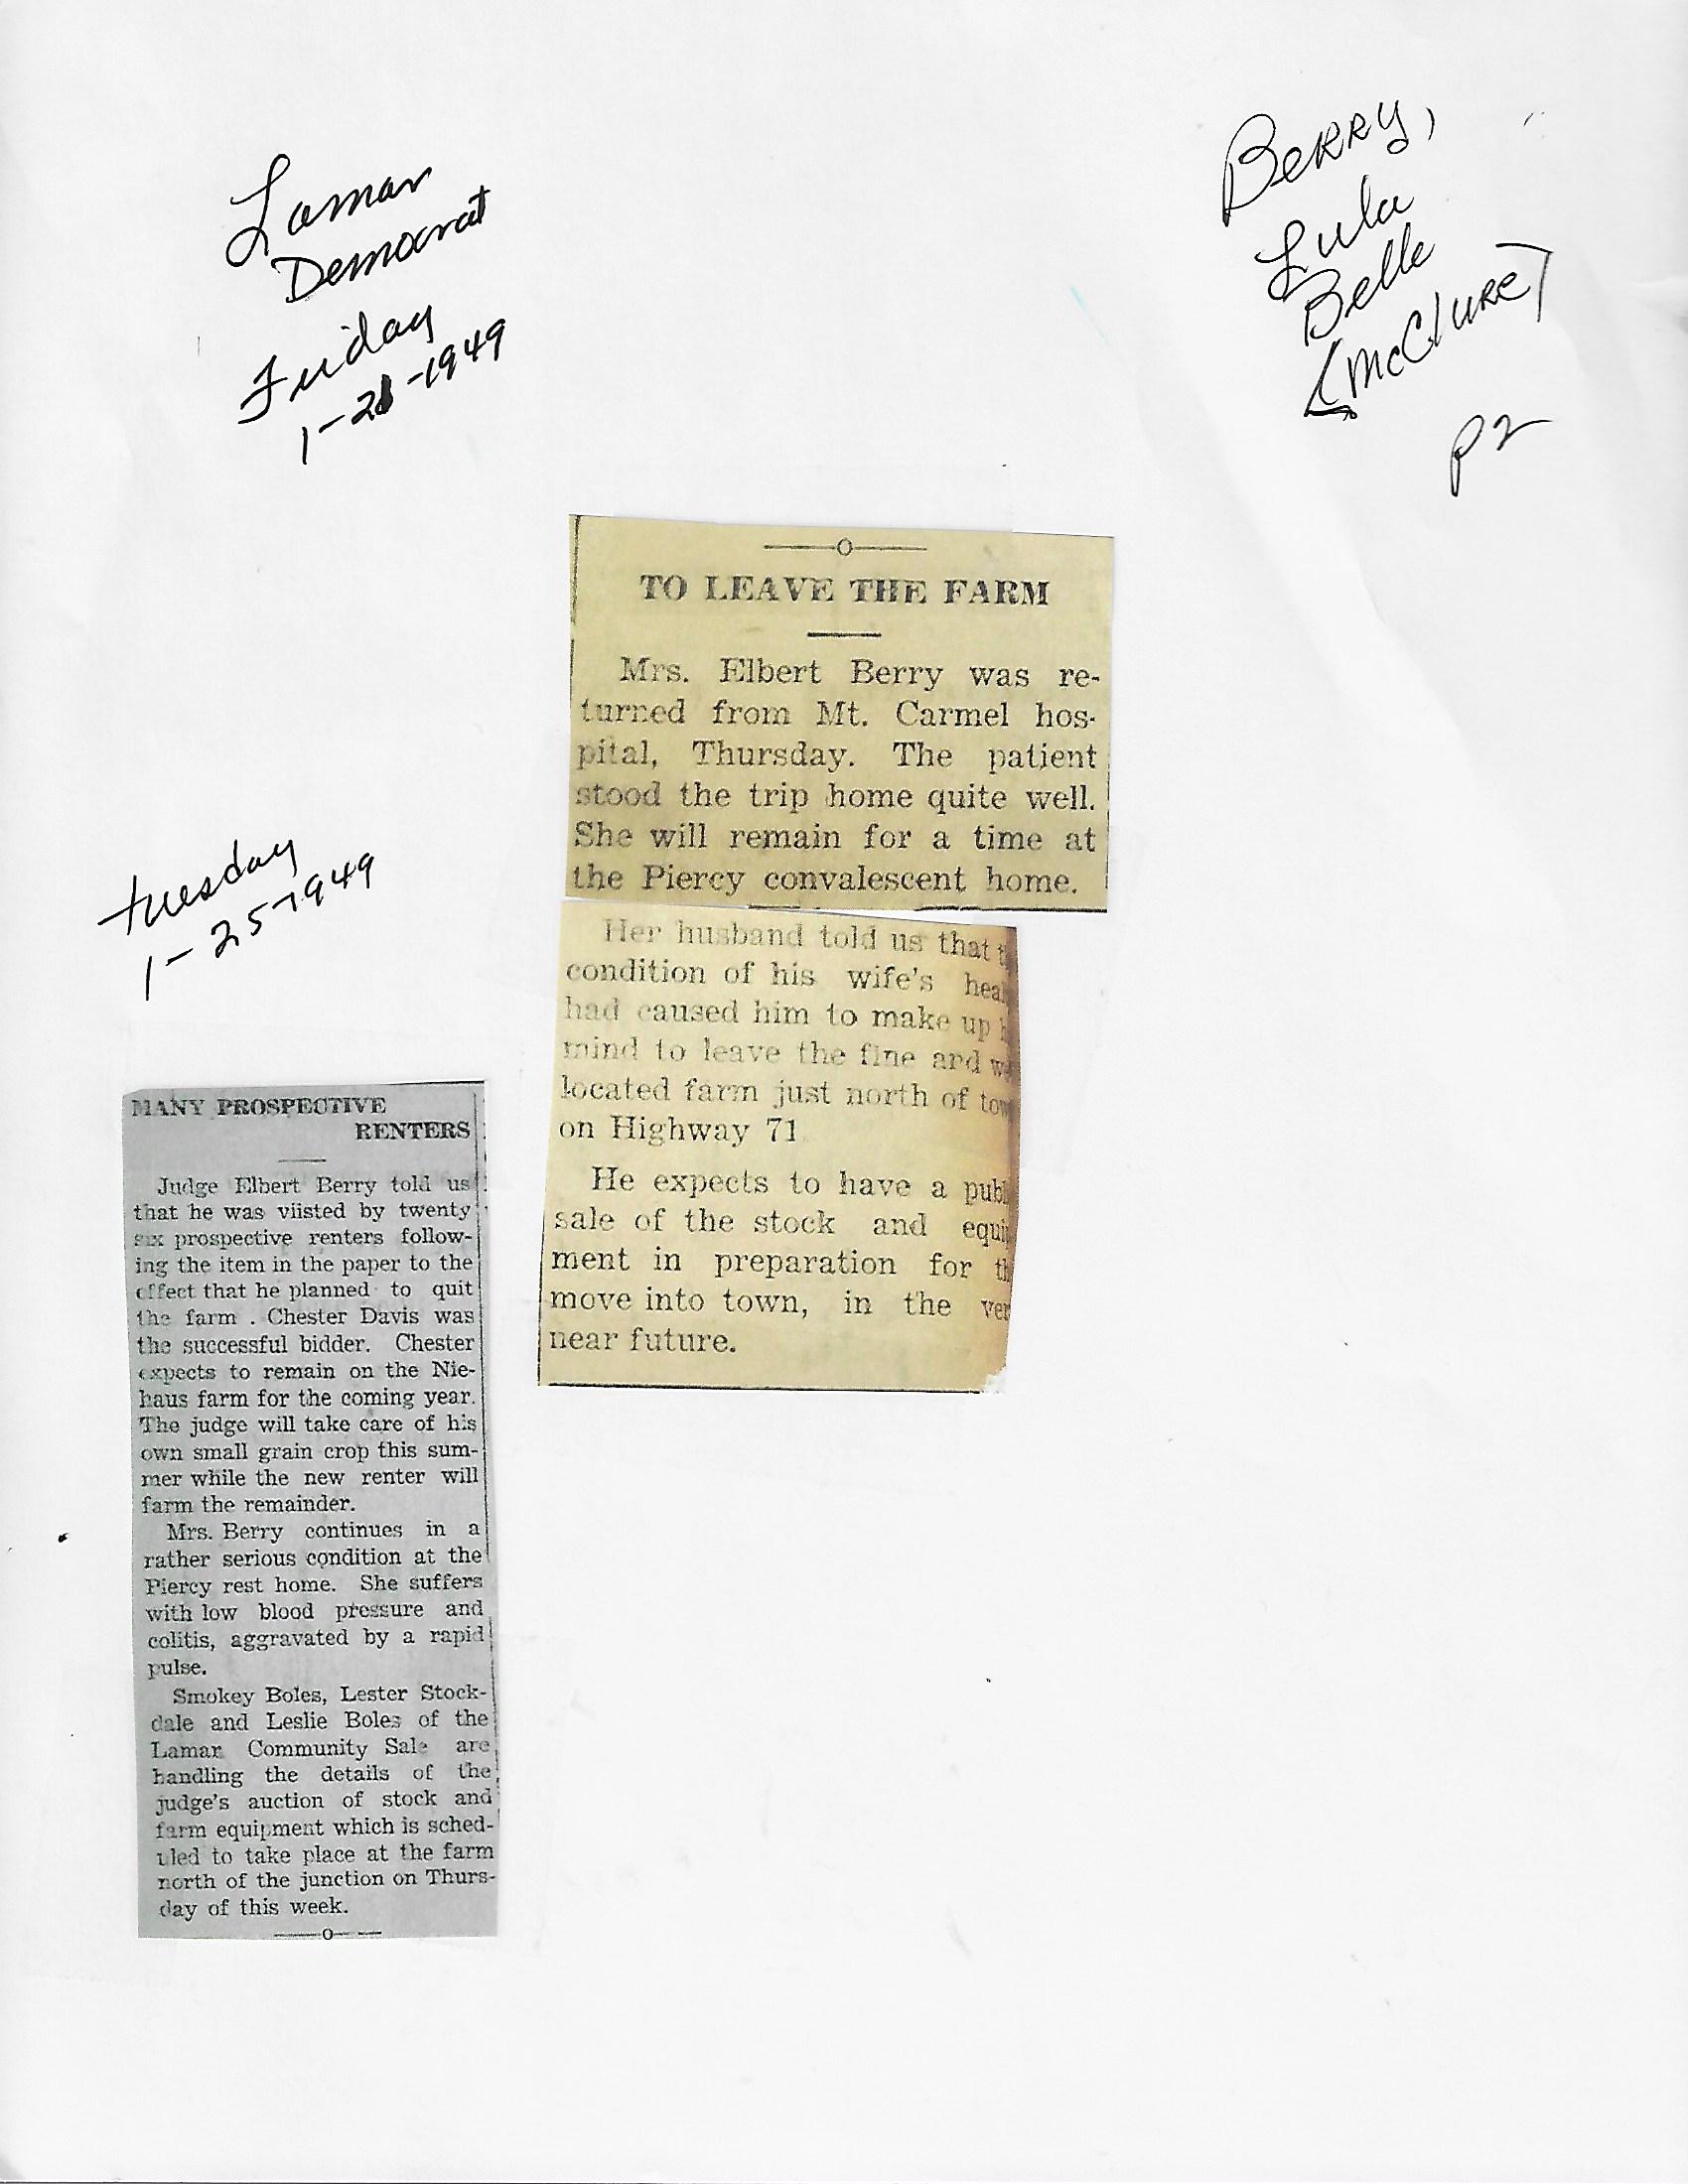 Lamar
Democrat
Friday
1-21-1949
BERRY,
Lula
Belle
(McClure)
P2
TO LEAVE THE FARM
Mrs. Elbert Berry was re-
turned from Mt. Carmel hos-
pital, Thursday. The patient
stood the trip home quite well.
She will remain for a time at
the Piercy convalescent home.
Her husband told us that t
condition of his wife's heal
had caused him to make up h
mind to leave the fine and we
located farm just north of tow
on Highway 71
He expects to have a publ
sale of the stock and equip
ment in preparation for th
move into town, in the ver
near future.
Tuesday
1-25-1949
MANY PROSPECTIVE
RENTERS
Judge Elbert Berry told us
that he was viisted by twenty
six prospective renters follow-
ing the item in the paper to the
effect that he planned to quit
the farm . Chester Davis was
the successful bidder. Chester
expects to remain on the Nie-
haus farm for the coming year.
The judge will take care of his
own small grain crop this sum-
mer while the new renter will
farm the remainder.
Mrs. Berry continues in a
rather serious condition at the
Piercy rest home. She suffers
with low blood pressure and
colitis, aggravated by a rapid
pulse.
Smokey Boles, Lester Stock-
dale and Leslie Boles of the
Lamar Community Sale are
handling the details of the
judge's auction of stock and
farm equipment which is sched-
uled to take place at the farm
north of the junction on Thurs-
day of this week.